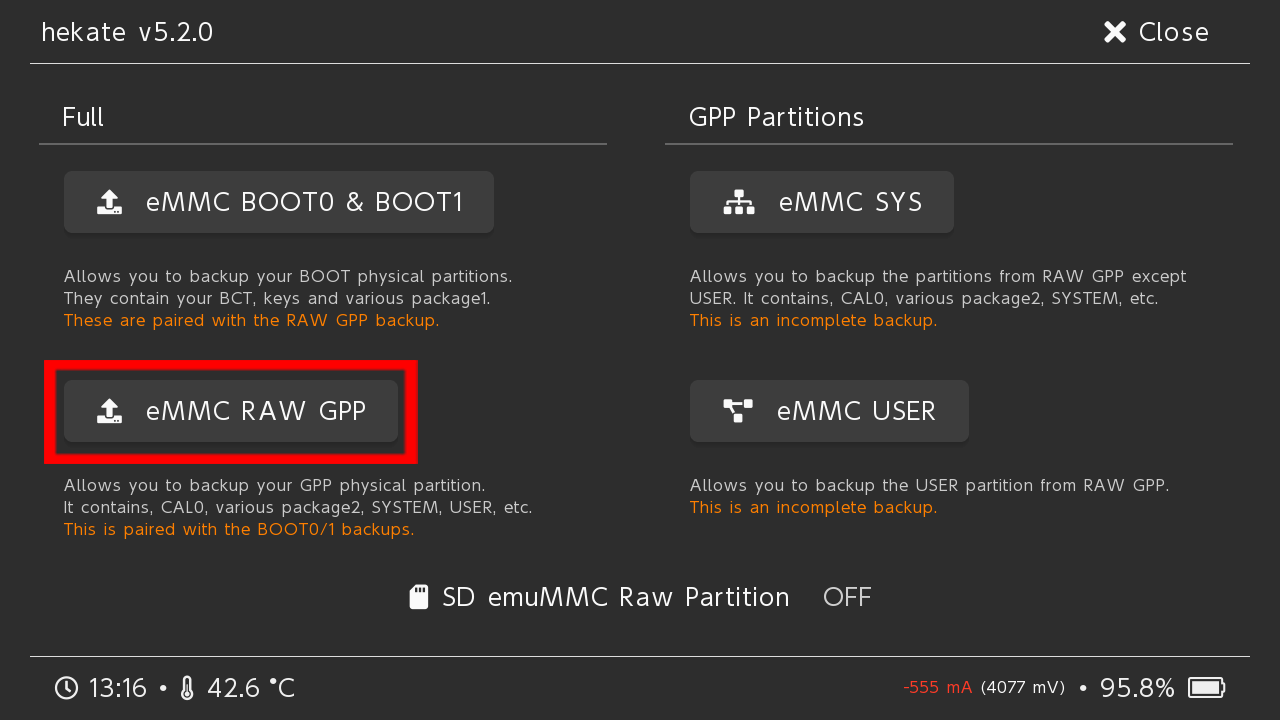 hekate v5.2.0
Close
Full
eMMC BOOT0 & BOOT1
Allows you to backup your BOOT physical partitions.
They contain your BCT, keys and various package1.
These are paired with the RAW GPP backup.
eMMC RAW GPP
Allows you to backup your GPP physical partition.
It contains, CAL0, various package2, SYSTEM, USER, etc.
This is paired with the BOOT0/1 backups.
GPP Partitions
eMMC SYS
Allows you to backup the partitions from RAW GPP except
USER. It contains, CAL0, various package2, SYSTEM, etc.
This is an incomplete backup.
eMMC USER
Allows you to backup the USER partition from RAW GPP.
This is an incomplete backup.
SD emuMMC Raw Partition OFF
13:16 • 42.6 °C
-555 mA (4077 mV) • 95.8%